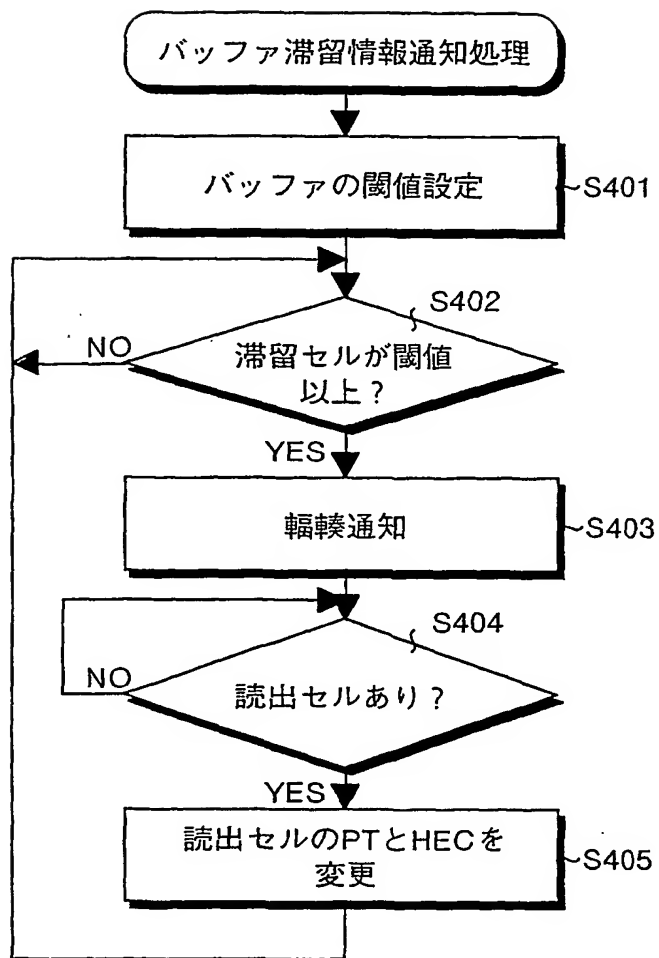 バッファ滞留情報通知処理
バッファの閾値設定
S401
S402
NO
滞留セルが閾値
以上？
YES
輻輳通知
S403
S404
NO
読出セルあり？
YES
読出セルのPTとHECを
変更
S405